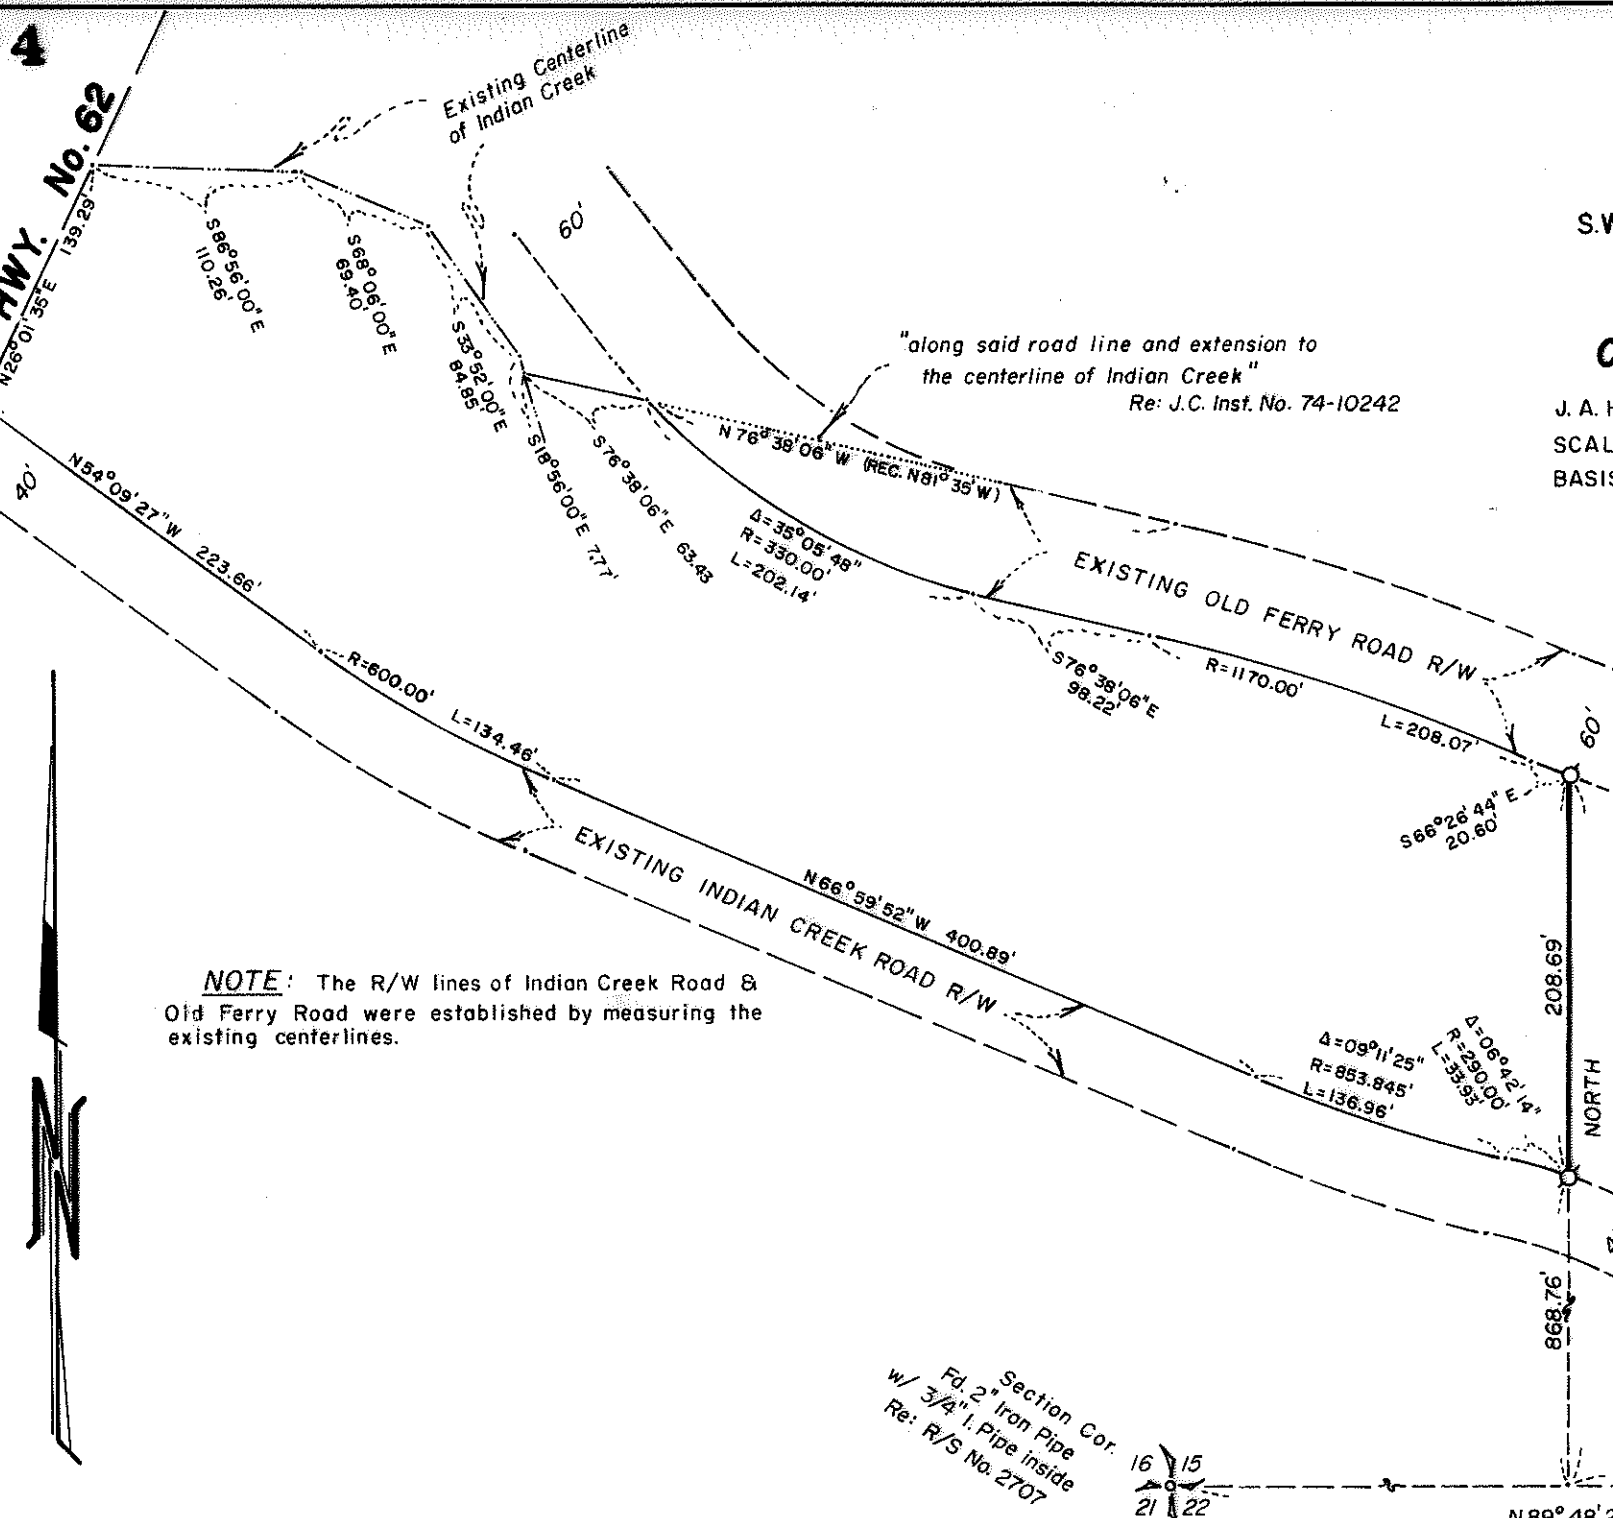 4
HWY. No. 62
N26°01'35"E 139.29'
Existing Centerline
of Indian Creek
S86°56'00"E
110.26'
S68°06'00"E
69.40'
S33°52'00"E
84.85'
S18°56'00"E 7.77'
S76°38'06"E 63.43
60'
"along said road line and extension to
the centerline of Indian Creek"
Re: J.C. Inst. No. 74-10242
N76°38'06"W (REC. N81°35'W)
Δ=35°05'48"
R=330.00'
L=202.14'
EXISTING OLD FERRY ROAD R/W
S76°38'06"E
98.22'
R=1170.00'
L=208.07'
60'
S66°26'44"E
20.60'
S.W
J. A. H
SCAL
BASIS
40'
N54°09'27"W 223.66'
R=600.00' L=134.46'
EXISTING INDIAN CREEK ROAD R/W
N66°59'52"W 400.89'
NOTE: The R/W lines of Indian Creek Road &
Old Ferry Road were established by measuring the
existing centerlines.
Δ=09°11'25"
R=853.845'
L=136.96'
Δ=06°42'14"
R=290.00'
L=33.93'
208.69'
NORTH
868.76'
N
Section Cor.
Fd. 2" Iron Pipe
w/ 3/4" I. Pipe inside
Re: R/S No. 2707
16 15
21 22
N89°48'2